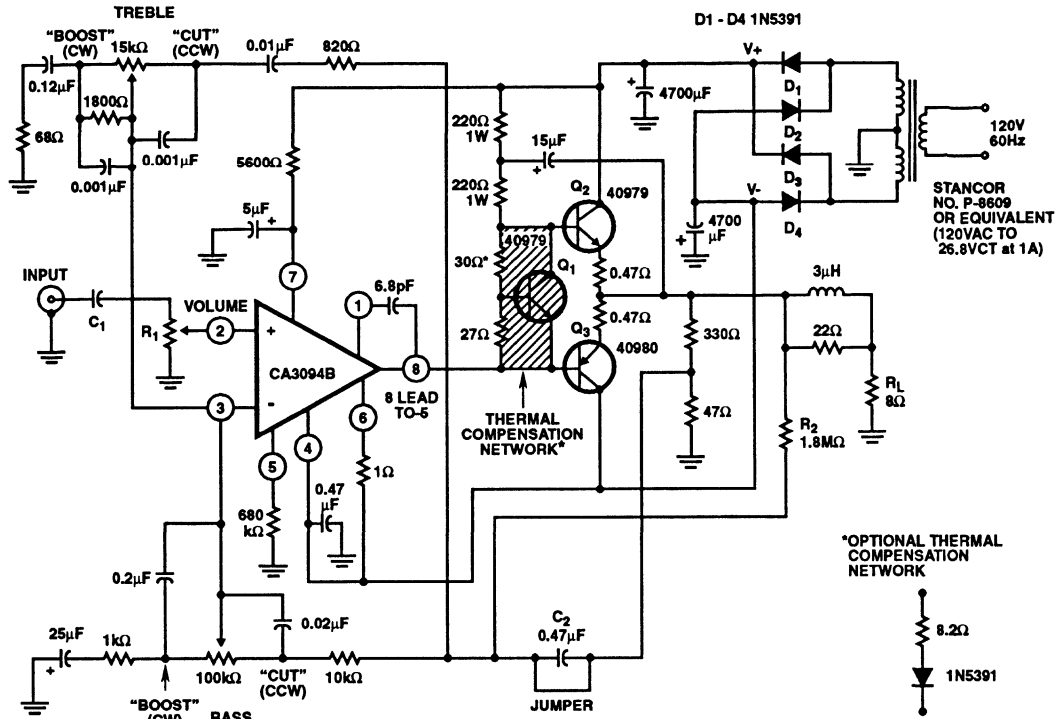 TREBLE
D1 - D4 1N5391
"BOOST"
(CW)
15kΩ
"CUT"
(CCW)
0.01μF
820Ω
V+
0.12μF
1800Ω
68Ω
0.001μF
0.001μF
5600Ω
220Ω
1W
15μF
4700μF
D1
D2
D3
D4
120V
60Hz
220Ω
1W
Q2
40979
V-
STANCOR
NO. P-8609
OR EQUIVALENT
(120VAC TO
26.8VCT at 1A)
5μF
+
+
+
+
4700
μF
40979
30Ω*
Q1
0.47Ω
0.47Ω
7
INPUT
C1
VOLUME
R1
2
+
1
6.8pF
27Ω
Q3
40980
3μH
22Ω
330Ω
CA3094B
8
8 LEAD
TO-5
RL
8Ω
3
-
6
4
5
THERMAL
COMPENSATION
NETWORK*
47Ω
R2
1.8MΩ
1Ω
680
kΩ
0.47
μF
0.2μF
*OPTIONAL THERMAL
COMPENSATION
NETWORK
25μF
+
1kΩ
0.02μF
C2
0.47μF
8.2Ω
100kΩ
"CUT"
(CCW)
10kΩ
1N5391
JUMPER
"BOOST"
(CW)
BASS